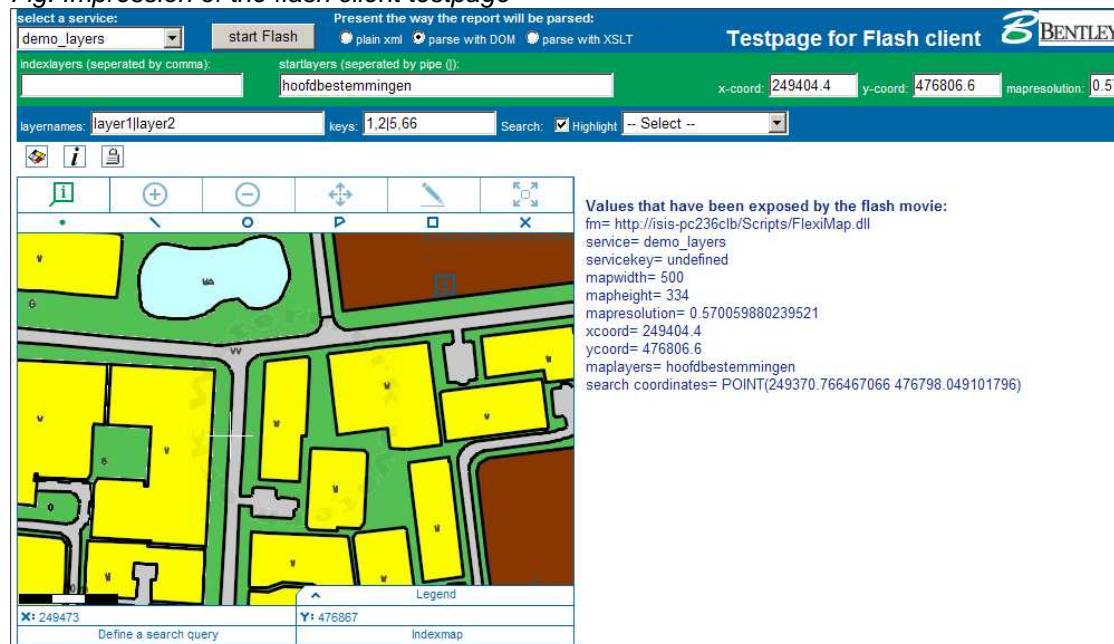 Fig. Impression of the flash client testpage
select a service:
Present the way the report will be parsed:
demo_layers
start Flash
plain xml
parse with DOM
parse with XSLT
Testpage for Flash client
B BENTLEY
indexlayers (seperated by comma):
startlayers (seperated by pipe (|):
hoofdbestemmingen
x-coord: 249404.4
y-coord: 476806.6
mapresolution: 0.57
layernames: layer1|layer2
keys: 1,2|5,66
Search:
Highlight
-- Select --
i
i
Values that have been exposed by the flash movie:
fm= http://isis-pc236clb/Scripts/FlexiMap.dll
service= demo_layers
servicekey= undefined
mapwidth= 500
mapheight= 334
mapresolution= 0.570059880239521
xcoord= 249404.4
ycoord= 476806.6
maplayers= hoofdbestemmingen
search coordinates= POINT(249370.766467066 476798.049101796)
W
WA
G
VV
W
W
W
W
W
G
W
W
W
W
W
Legend
X: 249473
Y: 476867
Define a search query
Indexmap